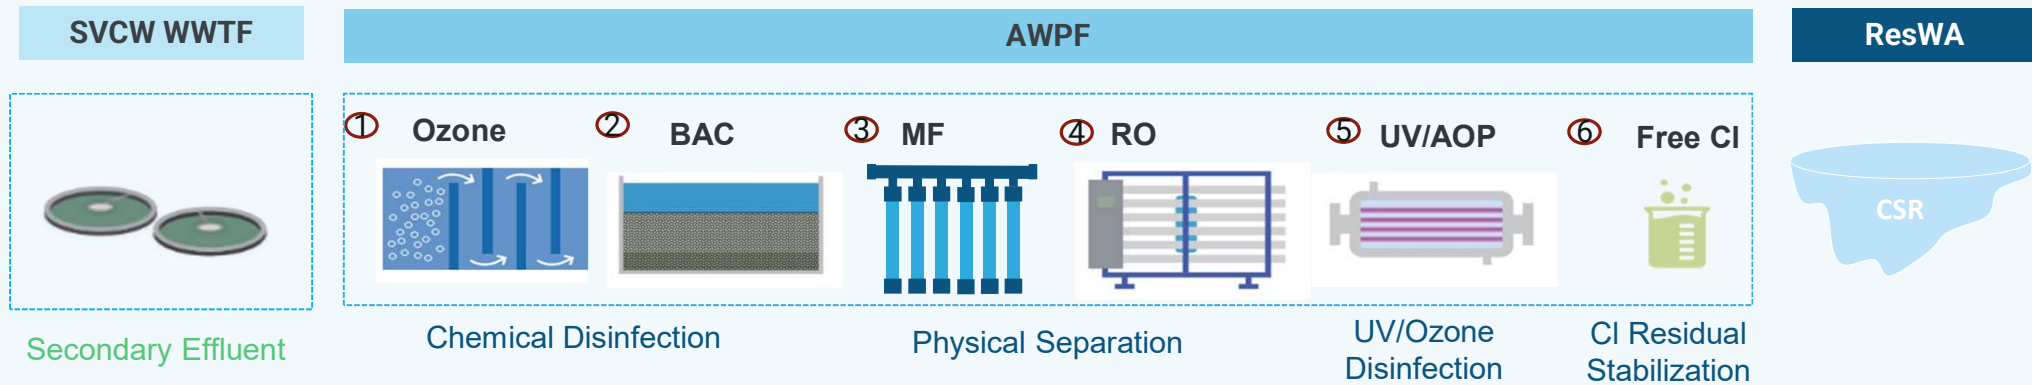 SVCW WWTF
AWPF
ResWA
① Ozone
② BAC
③ MF
④ RO
⑤ UV/AOP
⑥ Free Cl
CSR
Secondary Effluent
Chemical Disinfection
Physical Separation
UV/Ozone
Disinfection
Cl Residual
Stabilization